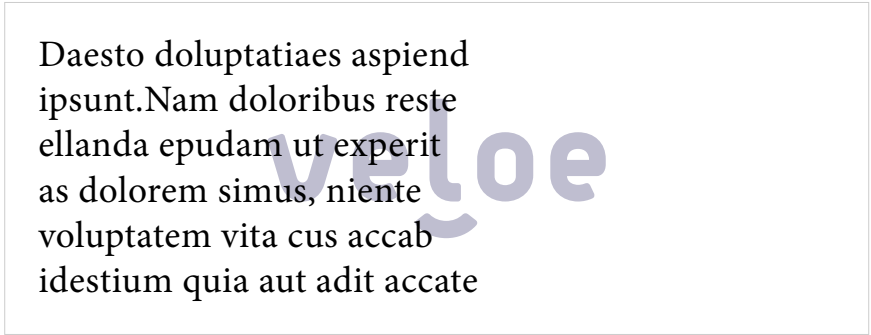 Daesto doluptatiaes aspiend
ipsunt.Nam doloribus reste
ellanda epudam ut experit
as dolorem simus, niente
voluptatem vita cus accab
idestium quia aut adit accate
veloe